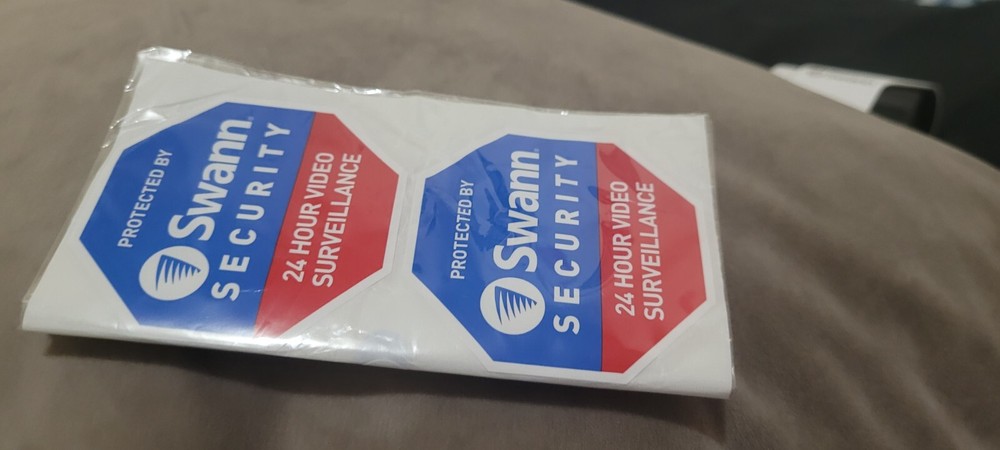 PROTECTED BY
Swann®
SECURITY
24 HOUR VIDEO
SURVEILLANCE
PROTECTED BY
Swann®
SECURITY
24 HOUR VIDEO
SURVEILLANCE